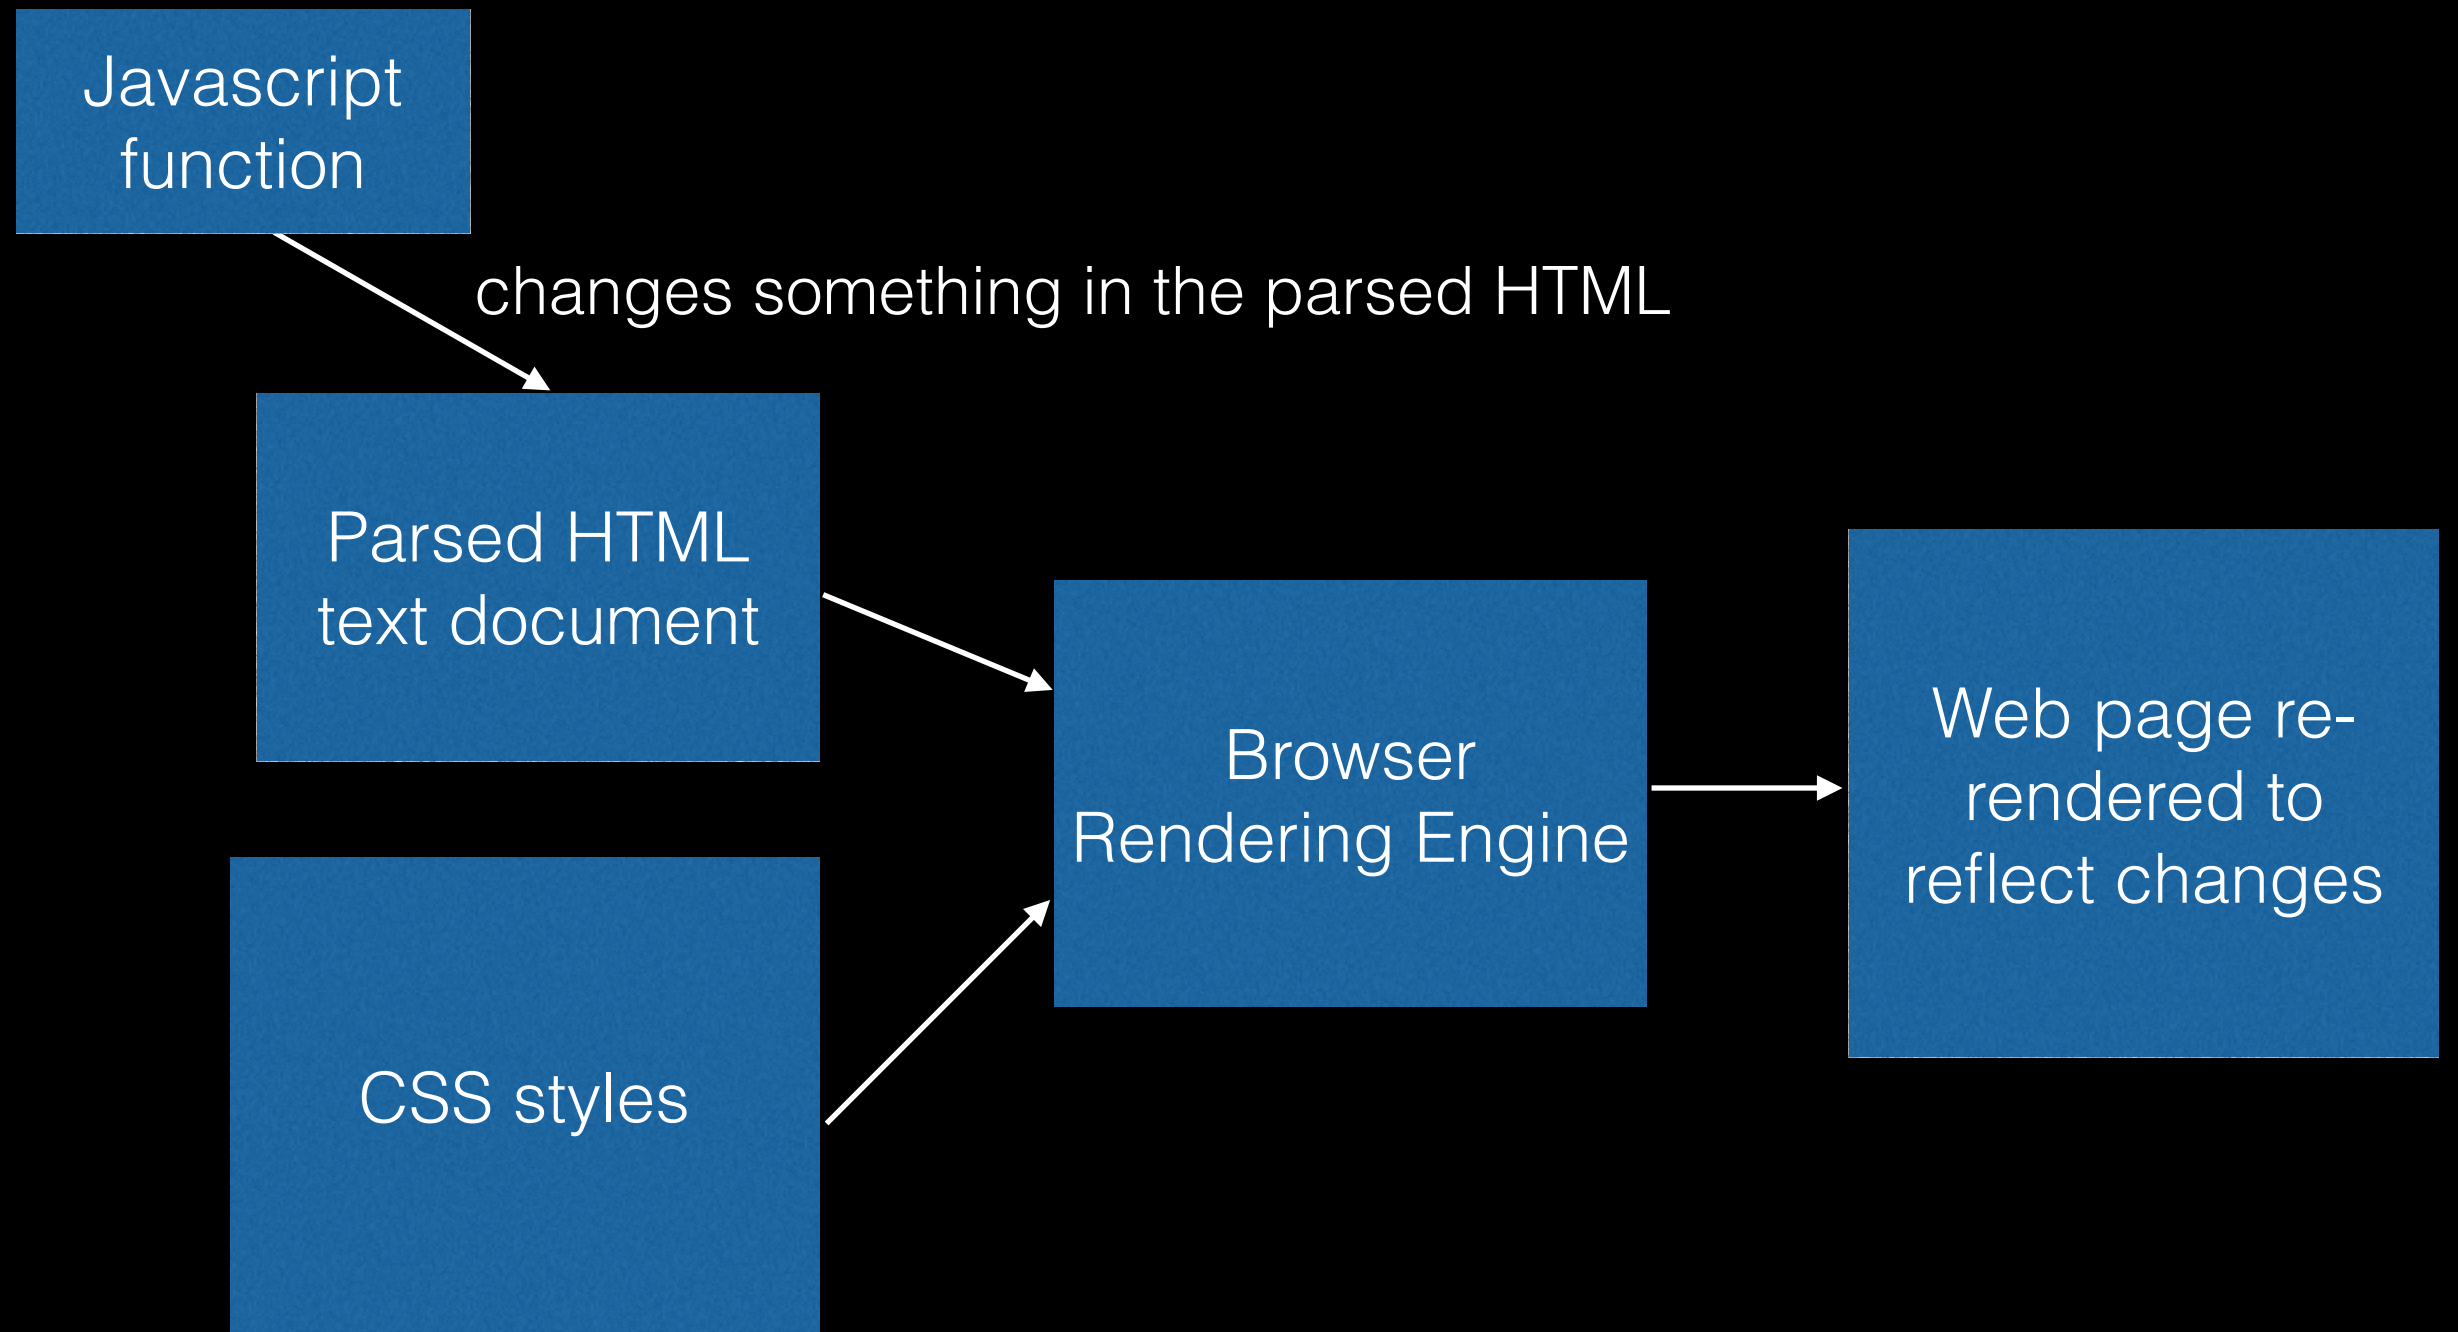 Javascript
function
changes something in the parsed HTML
Parsed HTML
text document
Browser
Rendering Engine
Web page re-
rendered to
reflect changes
CSS styles